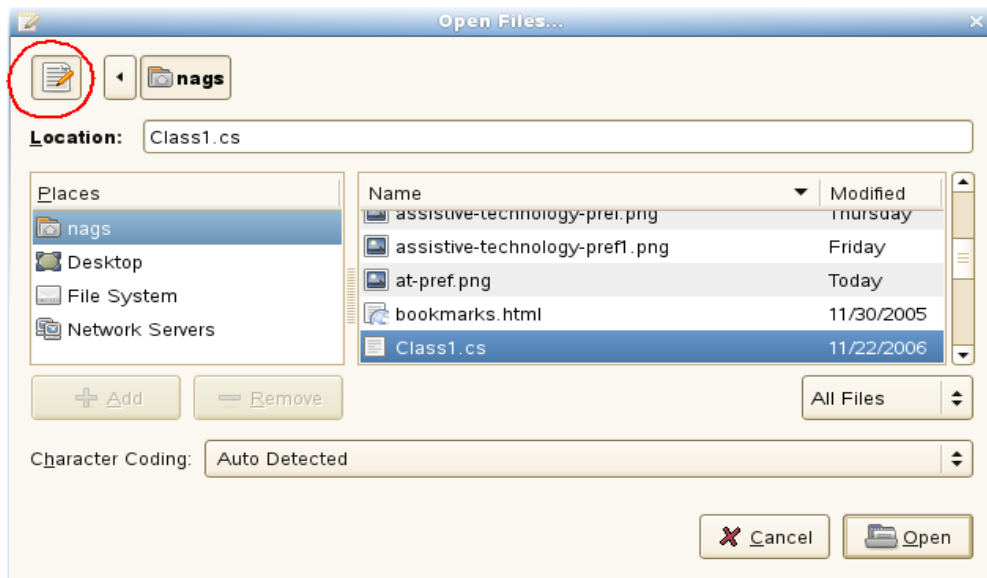 Open Files...
nags
Location: Class1.cs
Places
nags
Desktop
File System
Network Servers
Name Modified
assistive-technology-pref.png Thursday
assistive-technology-pref1.png Friday
at-pref.png Today
bookmarks.html 11/30/2005
Class1.cs 11/22/2006
Add Remove All Files
Character Coding: Auto Detected
Cancel Open